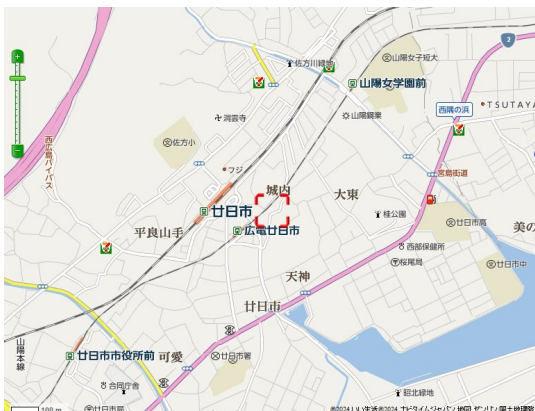 佐方川緑地
山陽女子短大
2
山陽女学園前
洞雲寺
山陽鋼業
西隅の浜
TSUTAYA
西広島バイパス
佐方小
フジ
宮島街道
城内
大東
廿日市
桂公園
廿日市高
平良山手
広電廿日市
西部保健所
美の
桜尾局
廿日市中
天神
廿日市
山陽本線
廿日市市役所前
可愛
廿日市署
合同庁舎
昭北緑地
廿日市局
100 m